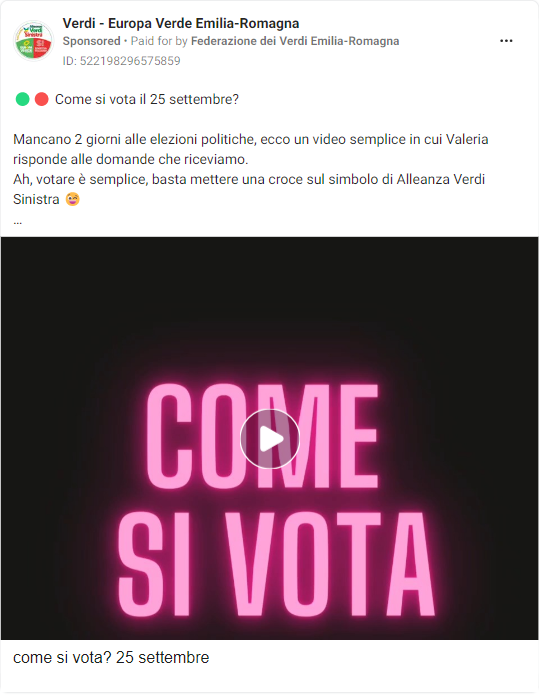 Verdi - Europa Verde Emilia-Romagna
Sponsored • Paid for by Federazione dei Verdi Emilia-Romagna
ID: 522198296575859
Come si vota il 25 settembre?
Mancano 2 giorni alle elezioni politiche, ecco un video semplice in cui Valeria
risponde alle domande che riceviamo.
Ah, votare è semplice, basta mettere una croce sul simbolo di Alleanza Verdi
Sinistra 😋
...
COME
SI VOTA
come si vota? 25 settembre